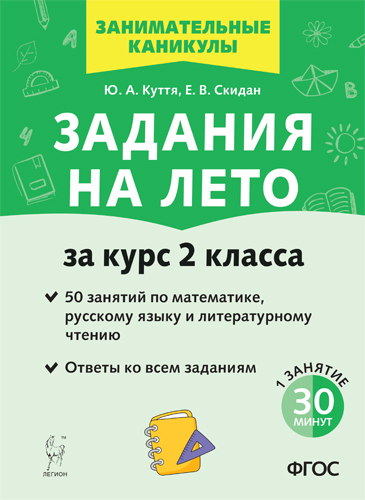 ЗАНИМАТЕЛЬНЫЕ
КАНИКУЛЫ
Ю. А. Куття, Е. В. Скидан
ЗАДАНИЯ
НА ЛЕТО
за курс 2 класса
50 занятий по математике,
русскому языку и литературному
чтению
Ответы ко всем заданиям
1 ЗАНЯТИЕ
30
МИНУТ
ТМ
ЛЕГИОН
ФГОС